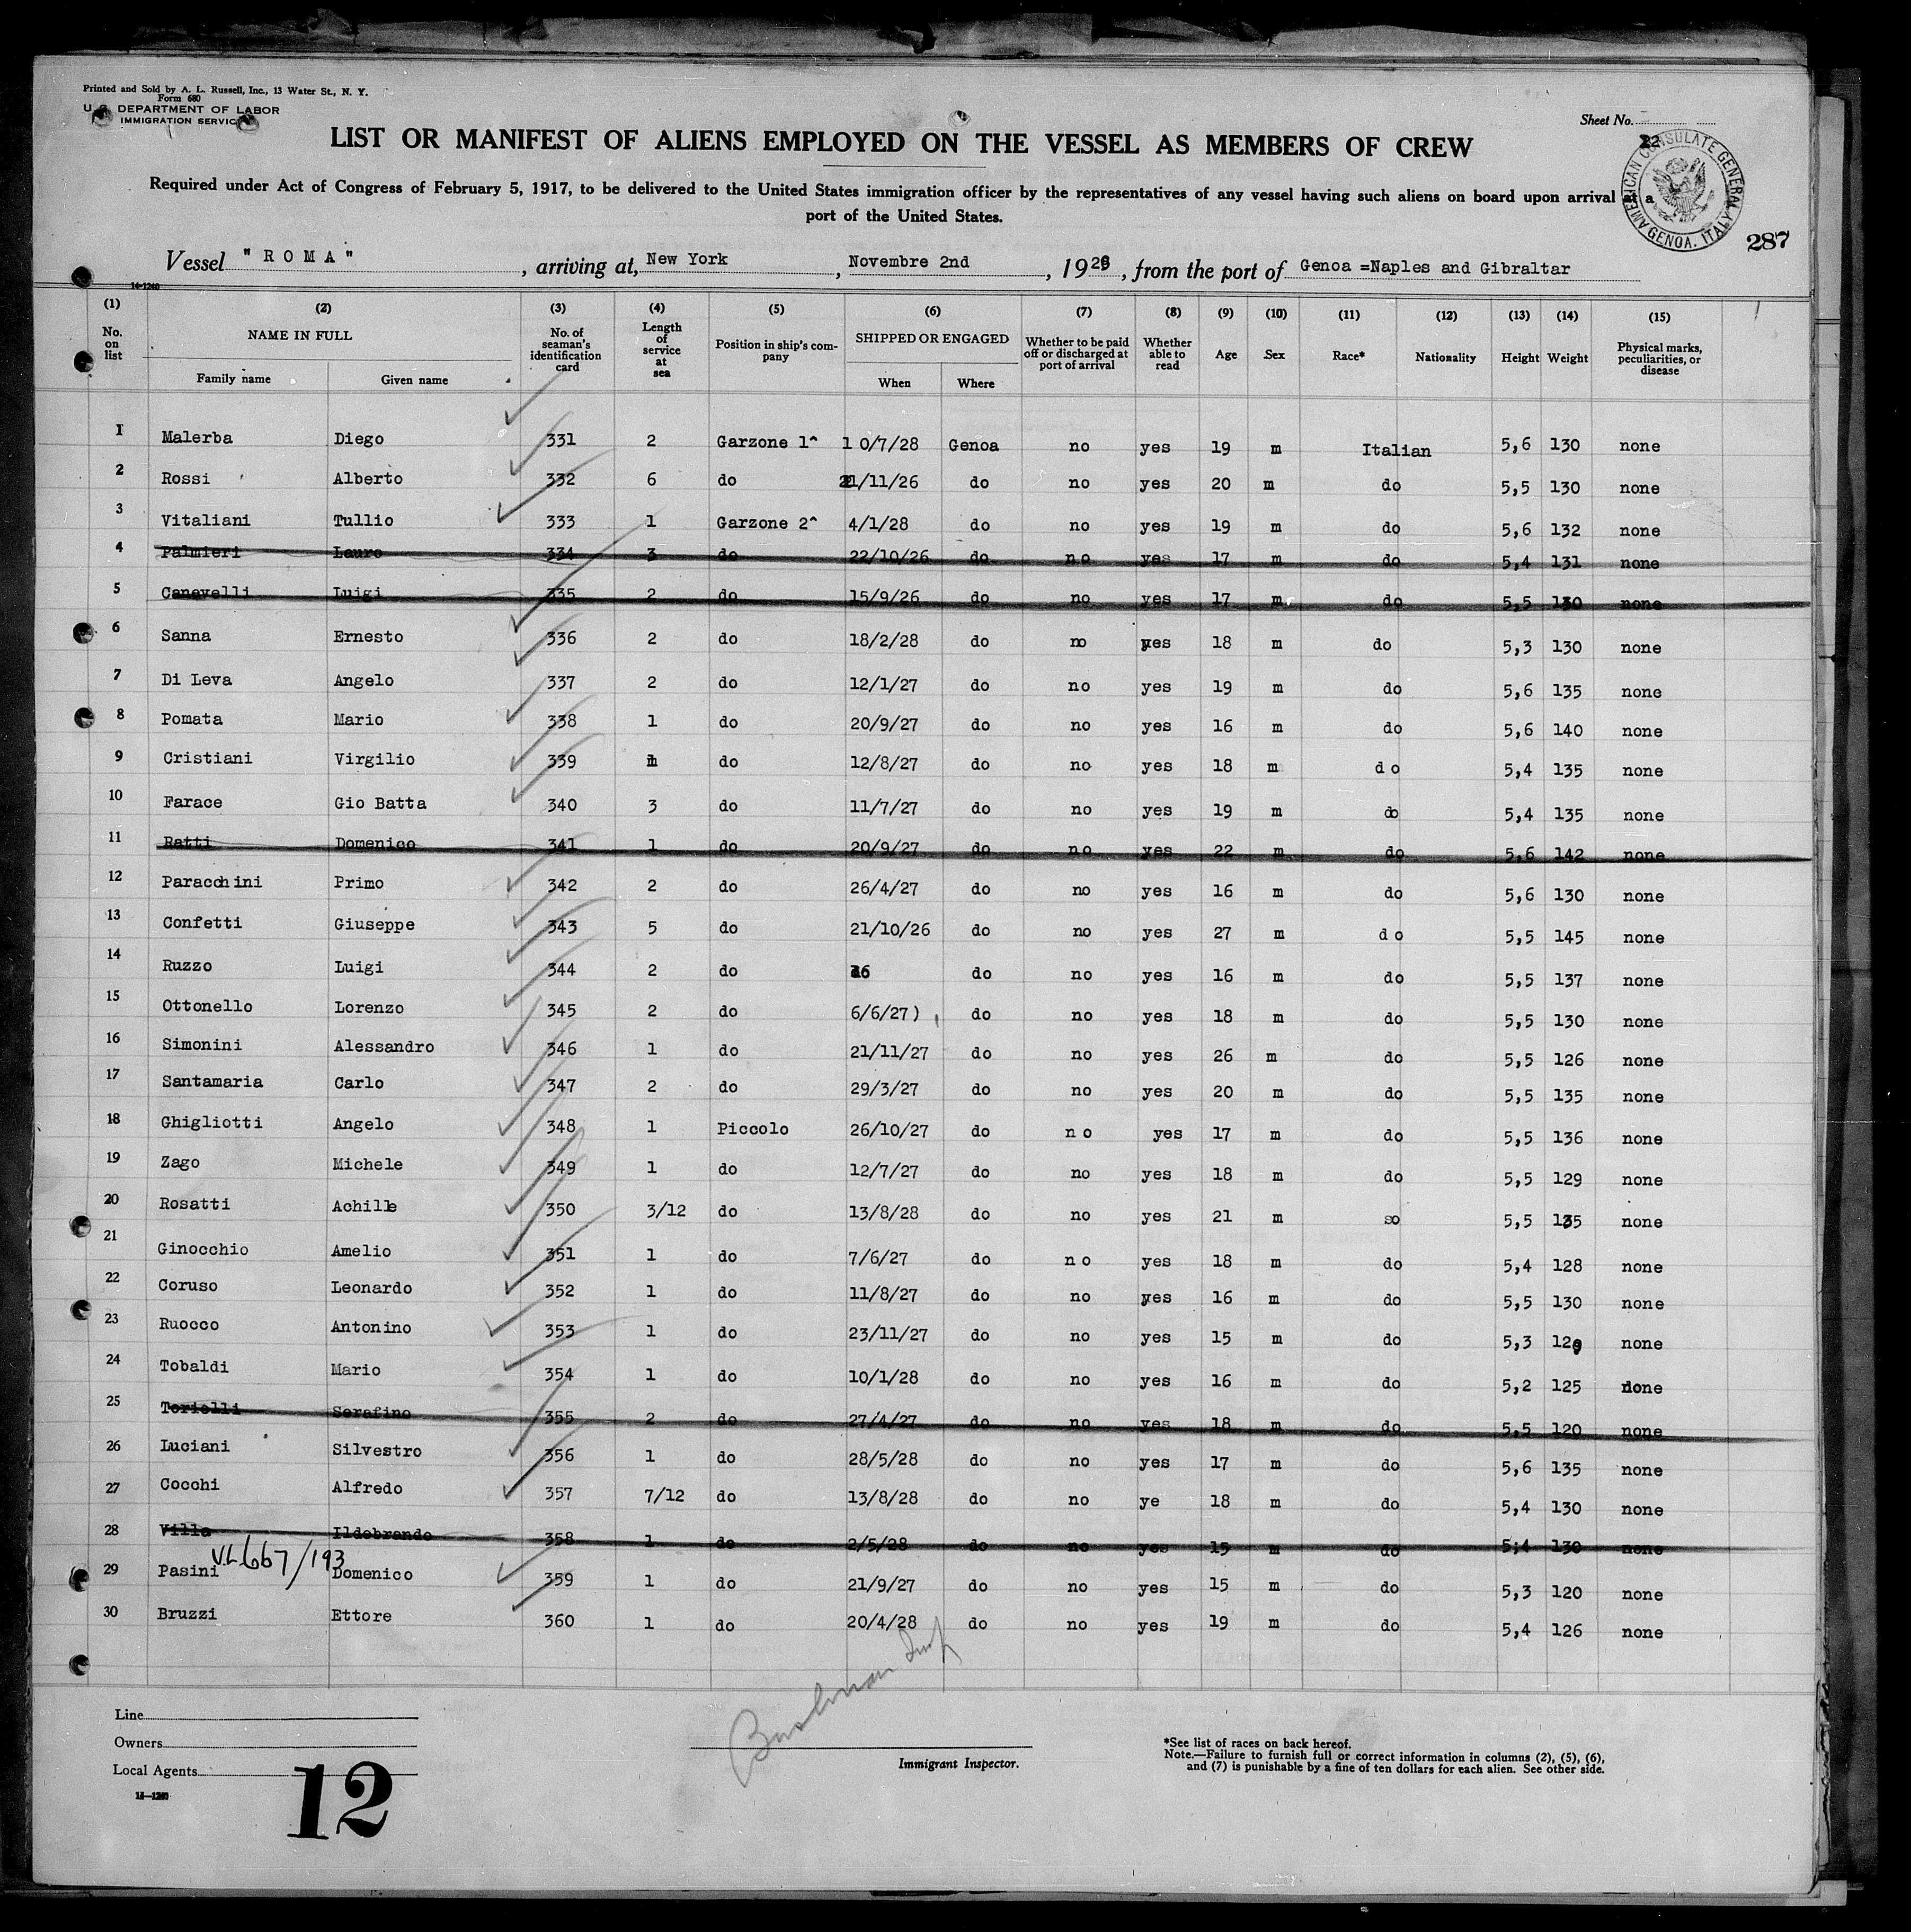 Printed and Sold by A. L. Russell, Inc., 13 Water St., N. Y.
Form 680
U. S. DEPARTMENT OF LABOR
IMMIGRATION SERVICE
Sheet No.
22
LIST OR MANIFEST OF ALIENS EMPLOYED ON THE VESSEL AS MEMBERS OF CREW
AMERICAN CONSULATE GENERAL GENOA, ITALY
Required under Act of Congress of February 5, 1917, to be delivered to the United States immigration officer by the representatives of any vessel having such aliens on board upon arrival at a
port of the United States.
287
Vessel "ROMA", arriving at, New York, Novembre 2nd, 1928, from the port of Genoa =Naples and Gibraltar
14-1240
(1) (2) (3) (4) (5) (6) (7) (8) (9) (10) (11) (12) (13) (14) (15)
No. on list NAME IN FULL Family name Given name No. of seaman's identification card Length of service at sea Position in ship's company SHIPPED OR ENGAGED When Where Whether to be paid off or discharged at port of arrival Whether able to read Age Sex Race* Nationality Height Weight Physical marks, peculiarities, or disease
1 Malerba Diego 331 2 Garzone 1^ 1 0/7/28 Genoa no yes 19 m Italian 5,6 130 none
2 Rossi Alberto 332 6 do 21/11/26 do no yes 20 m do 5,5 130 none
3 Vitaliani Tullio 333 1 Garzone 2^ 4/1/28 do no yes 19 m do 5,6 132 none
4 Palmieri Lauro 334 3 do 22/10/26 do no yes 17 m do 5,4 131 none
5 Canevelli Luigi 335 2 do 15/9/26 do no yes 17 m do 5,5 130 none
6 Sanna Ernesto 336 2 do 18/2/28 do no yes 18 m do 5,3 130 none
7 Di Leva Angelo 337 2 do 12/1/27 do no yes 19 m do 5,6 135 none
8 Pomata Mario 338 1 do 20/9/27 do no yes 16 m do 5,6 140 none
9 Cristiani Virgilio 339 1 do 12/8/27 do no yes 18 m do 5,4 135 none
10 Farace Gio Batta 340 3 do 11/7/27 do no yes 19 m do 5,4 135 none
11 Ratti Domenico 341 1 do 20/9/27 do no yes 22 m do 5,6 142 none
12 Paracchini Primo 342 2 do 26/4/27 do no yes 16 m do 5,6 130 none
13 Confetti Giuseppe 343 5 do 21/10/26 do no yes 27 m do 5,5 145 none
14 Ruzzo Luigi 344 2 do do no yes 16 m do 5,5 137 none
15 Ottonello Lorenzo 345 2 do 6/6/27) do no yes 18 m do 5,5 130 none
16 Simonini Alessandro 346 1 do 21/11/27 do no yes 26 m do 5,5 126 none
17 Santamaria Carlo 347 2 do 29/3/27 do no yes 20 m do 5,5 135 none
18 Ghigliotti Angelo 348 1 Piccolo 26/10/27 do no yes 17 m do 5,5 136 none
19 Zago Michele 349 1 do 12/7/27 do no yes 18 m do 5,5 129 none
20 Rosatti Achille 350 3/12 do 13/8/28 do no yes 21 m so 5,5 135 none
21 Ginocchio Amelio 351 1 do 7/6/27 do no yes 18 m do 5,4 128 none
22 Coruso Leonardo 352 1 do 11/8/27 do no yes 16 m do 5,5 130 none
23 Ruocco Antonino 353 1 do 23/11/27 do no yes 15 m do 5,3 129 none
24 Tobaldi Mario 354 1 do 10/1/28 do no yes 16 m do 5,2 125 none
25 Torielli Serafino 355 2 do 27/4/27 do no yes 18 m do 5,5 120 none
26 Luciani Silvestro 356 1 do 28/5/28 do no yes 17 m do 5,6 135 none
27 Cocchi Alfredo 357 7/12 do 13/8/28 do no ye 18 m do 5,4 130 none
28 Villa Ildebrando 358 1 do 2/5/28 do no yes 15 m do 5,4 130 none
V.L. 667/193
29 Pasini Domenico 359 1 do 21/9/27 do no yes 15 m do 5,3 120 none
30 Bruzzi Ettore 360 1 do 20/4/28 do no yes 19 m do 5,4 126 none
Line
Owners
Local Agents
14-1240
12
Immigrant Inspector.
*See list of races on back hereof.
Note.—Failure to furnish full or correct information in columns (2), (5), (6),
and (7) is punishable by a fine of ten dollars for each alien. See other side.